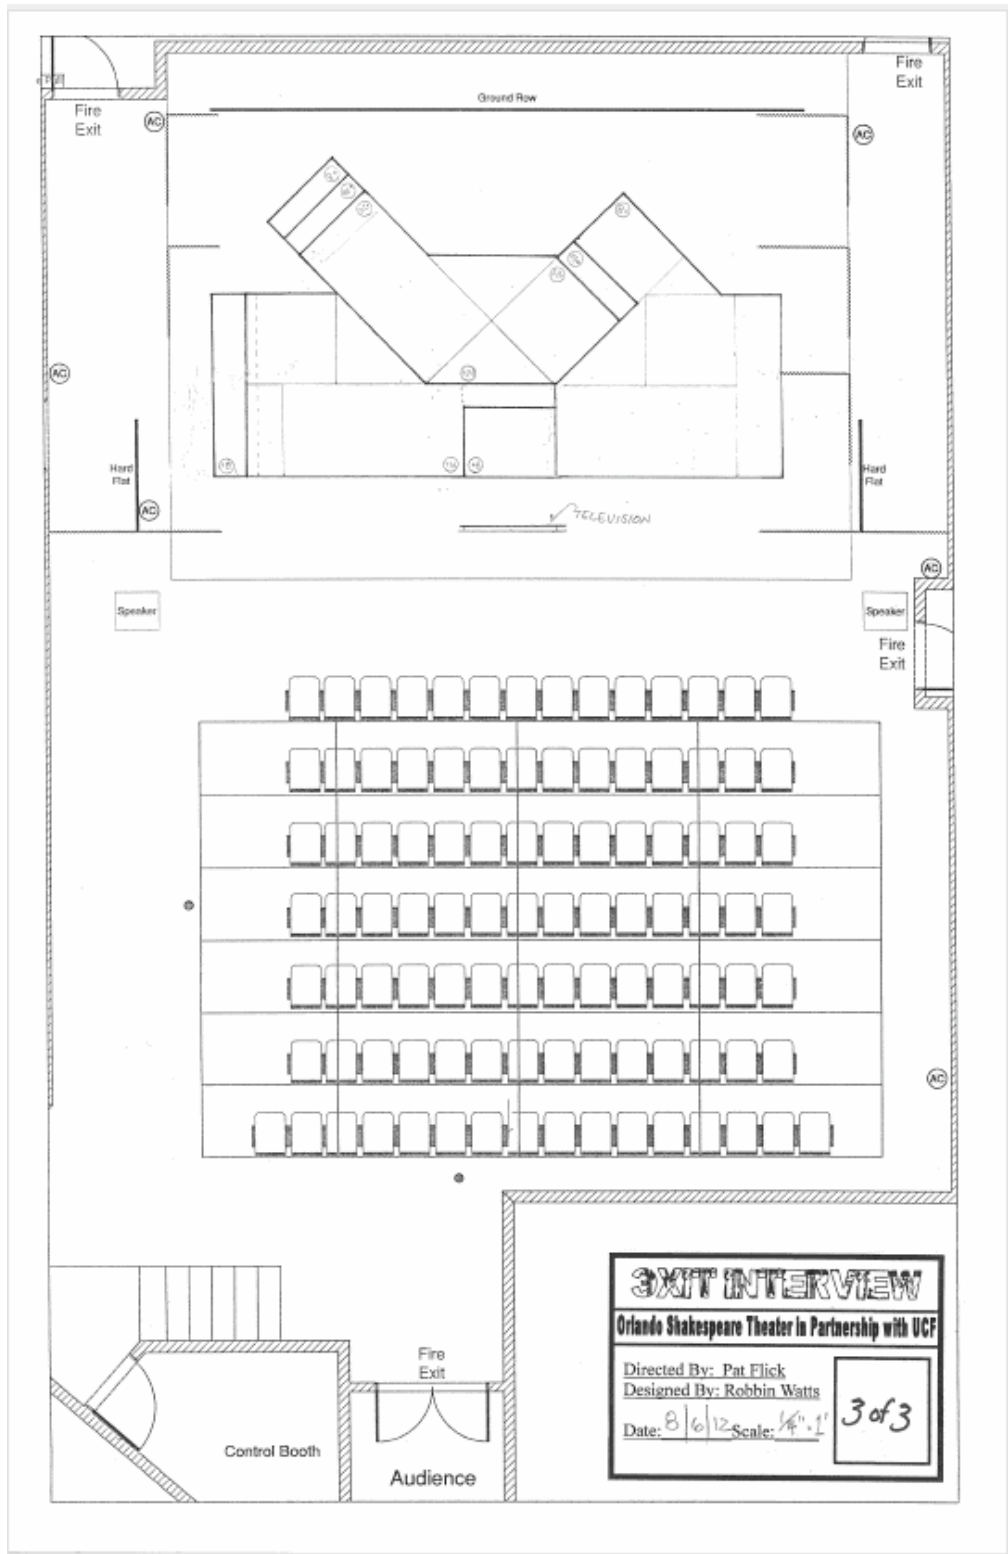 Fire
Exit
Fire
Exit
Ground Row
AC
AC
AC
Hard
Flat
AC
Hard
Flat
TELEVISION
AC
Speaker
Speaker
Fire
Exit
AC
Fire
Exit
Control Booth
Audience
3XIT INTERVIEW
Orlando Shakespeare Theater in Partnership with UCF
Directed By: Pat Flick
Designed By: Robbin Watts
Date: 8/6/12 Scale: 1/4"=1'
3 of 3